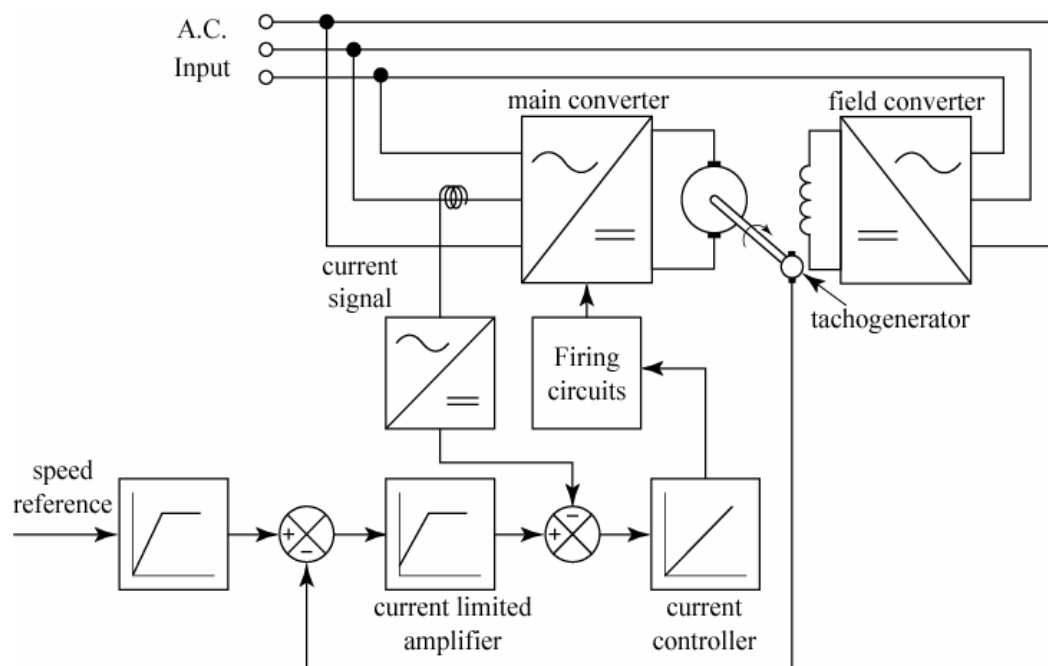 A.C.
Input
main converter
field converter
current
signal
tachogenerator
Firing
circuits
speed
reference
+
−
+
−
current limited
amplifier
current
controller